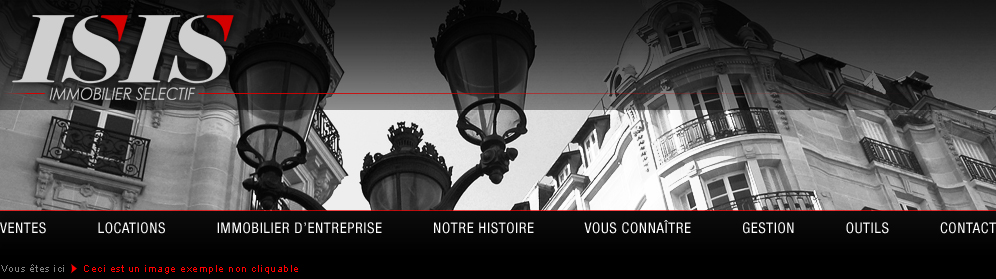 ISIS
IMMOBILIER SELECTIF
VENTES LOCATIONS IMMOBILIER D'ENTREPRISE NOTRE HISTOIRE VOUS CONNAÎTRE GESTION OUTILS CONTACT
Vous êtes ici Ceci est un image exemple non cliquable